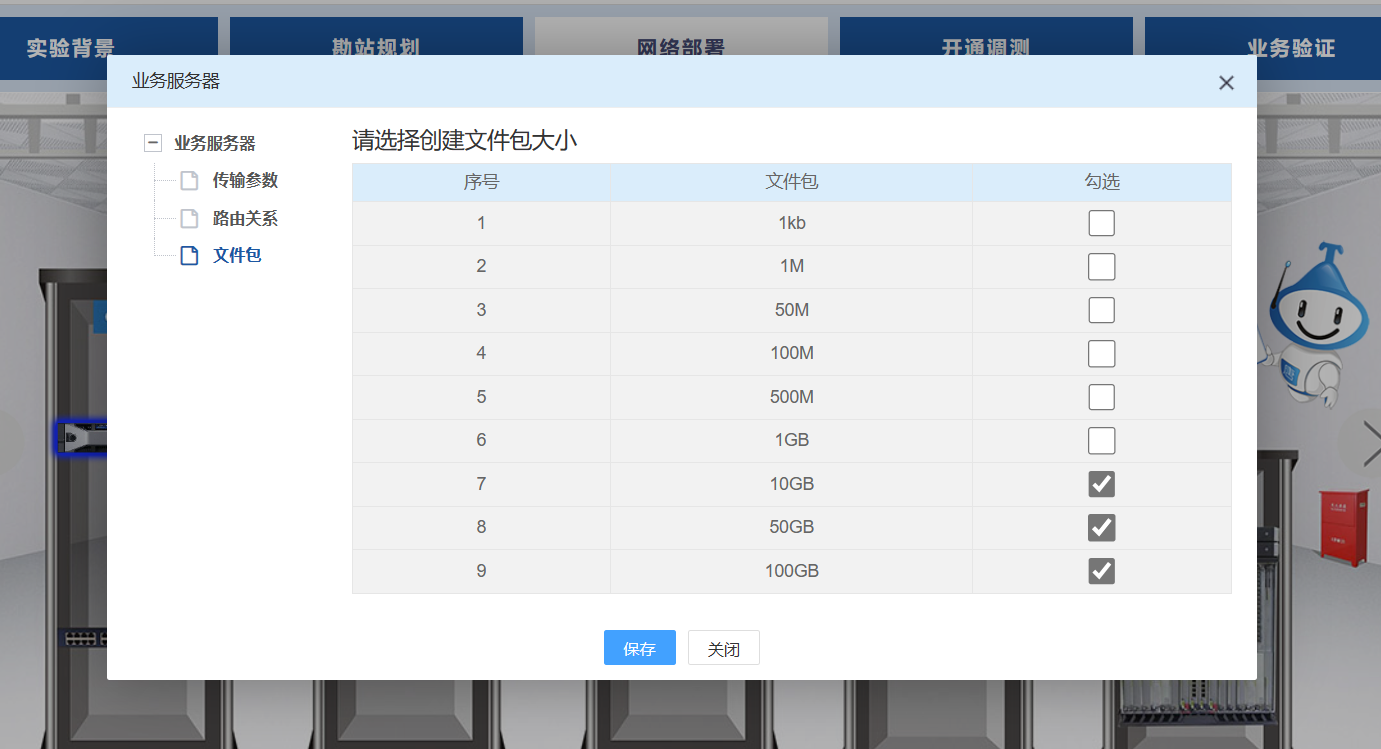 实验背景
勘站规划
网络部署
开通调测
业务验证
业务服务器
业务服务器
传输参数
路由关系
文件包
请选择创建文件包大小
序号 文件包 勾选
1 1kb
2 1M
3 50M
4 100M
5 500M
6 1GB
7 10GB
8 50GB
9 100GB
保存 关闭